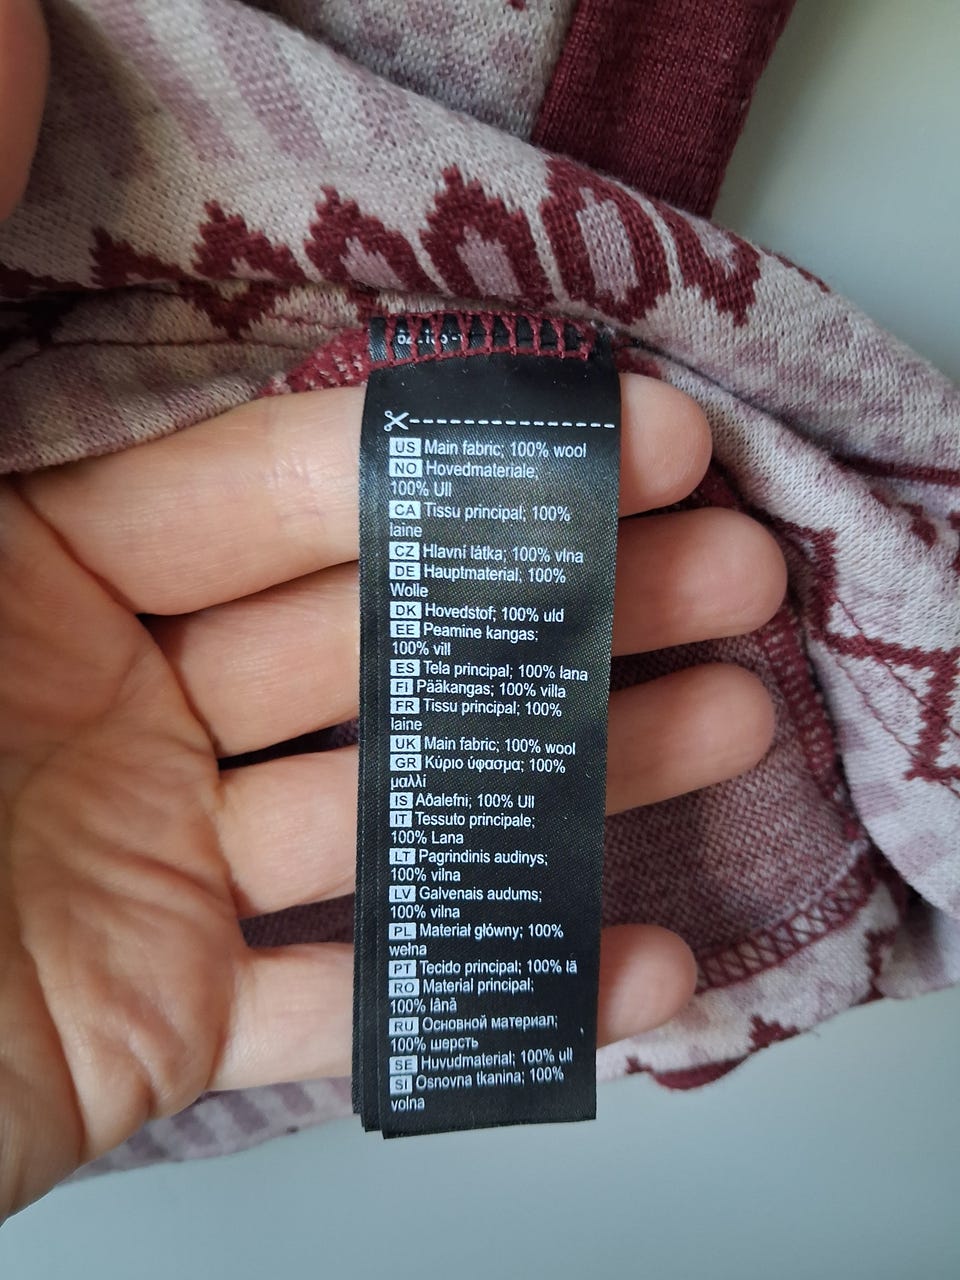 US Main fabric; 100% wool
NO Hovedmateriale;
100% Ull
CA Tissu principal; 100%
laine
CZ Hlavní látka; 100% vlna
DE Hauptmaterial; 100%
Wolle
DK Hovedstof; 100% uld
EE Peamine kangas;
100% vill
ES Tela principal; 100% lana
FI Pääkangas; 100% villa
FR Tissu principal; 100%
laine
UK Main fabric; 100% wool
GR Κύριο ύφασμα; 100%
μαλλί
IS Aðalefni; 100% Ull
IT Tessuto principale;
100% Lana
LT Pagrindinis audinys;
100% vilna
LV Galvenais audums;
100% vilna
PL Materiał główny; 100%
wełna
PT Tecido principal; 100% lã
RO Material principal;
100% lână
RU Основной материал;
100% шерсть
SE Huvudmaterial; 100% ull
SI Osnovna tkanina; 100%
volna